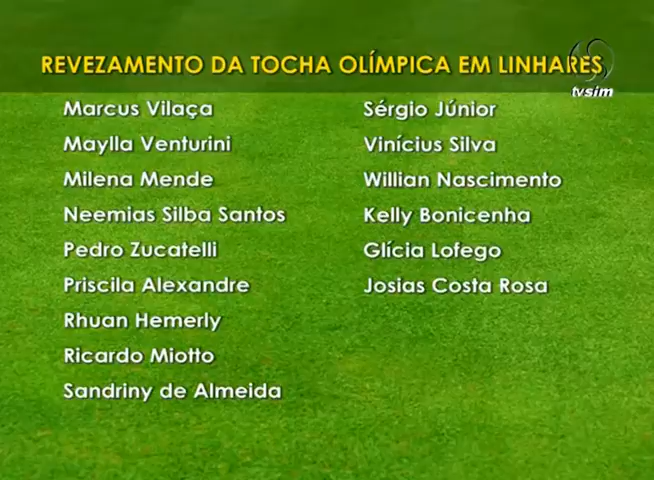 REVEZAMENTO DA TOCHA OLÍMPICA EM LINHARES
tvsim
Marcus Vilaça
Maylla Venturini
Milena Mende
Neemias Silba Santos
Pedro Zucatelli
Priscila Alexandre
Rhuan Hemerly
Ricardo Miotto
Sandriny de Almeida
Sérgio Júnior
Vinícius Silva
Willian Nascimento
Kelly Bonicenha
Glícia Lofego
Josias Costa Rosa